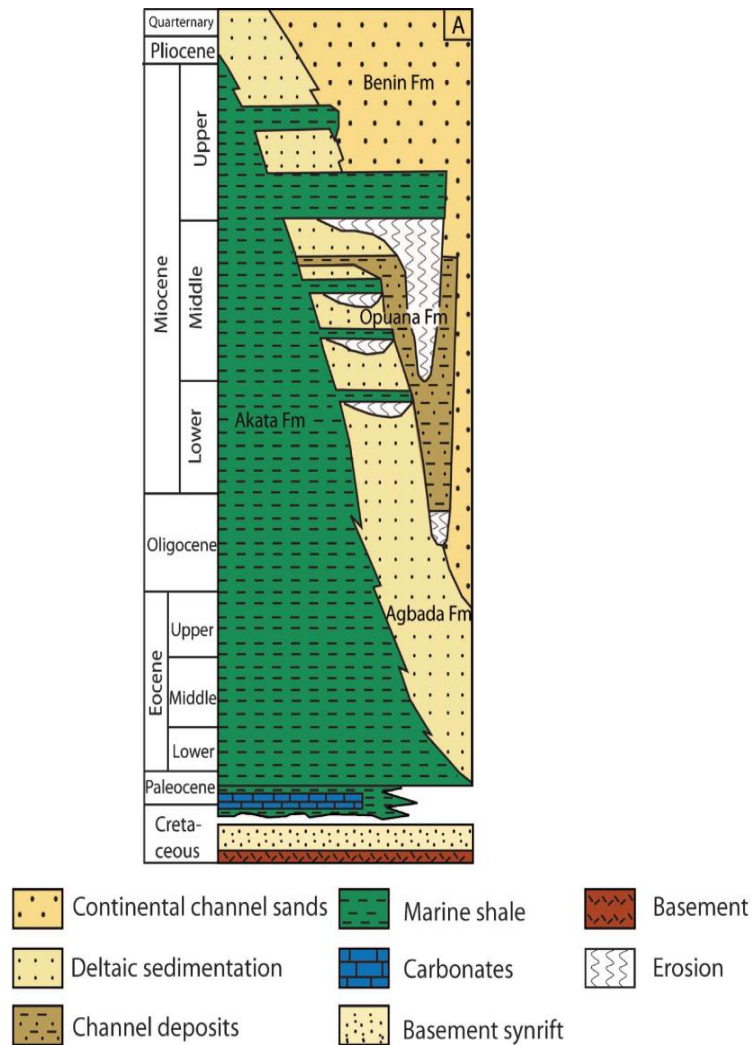 Quarternary
A
Pliocene
Benin Fm
Upper
Miocene
Middle
Opuana Fm
Lower
Akata Fm
Oligocene
Agbada Fm
Upper
Eocene
Middle
Lower
Paleocene
Creta-
ceous
Continental channel sands
Marine shale
Basement
Deltaic sedimentation
Carbonates
Erosion
Channel deposits
Basement synrift